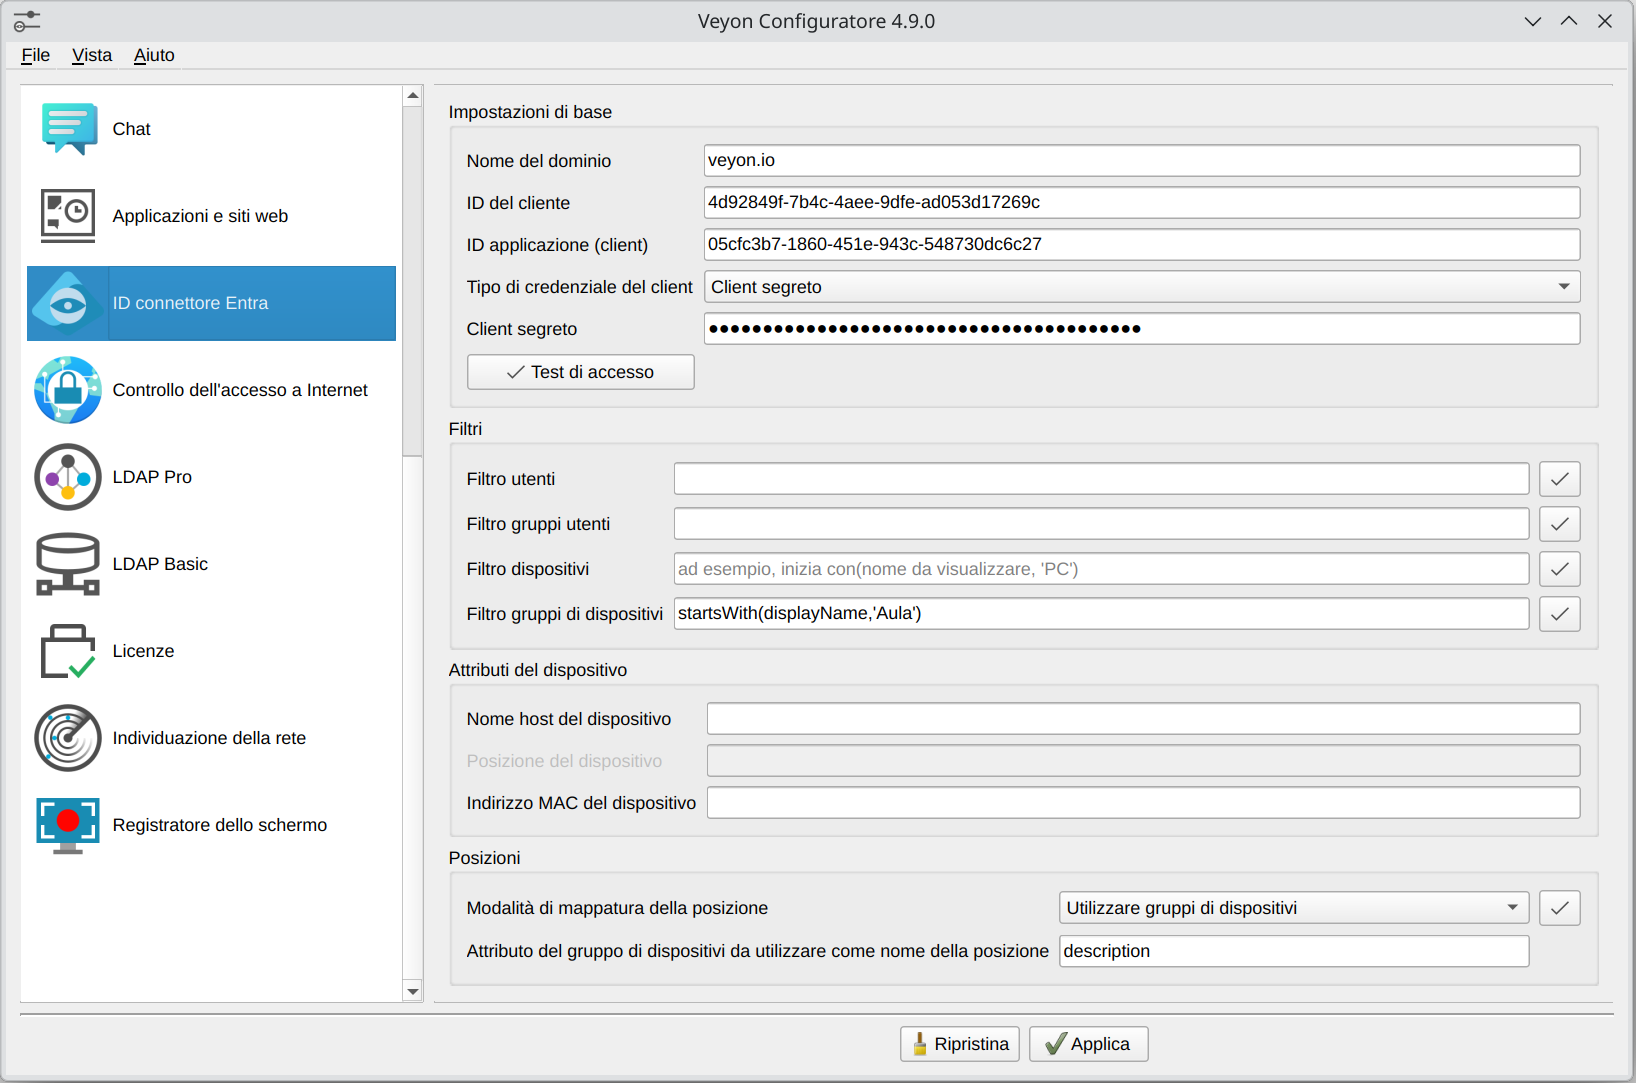 Veyon Configuratore 4.9.0
File Vista Aiuto
Chat
Applicazioni e siti web
ID connettore Entra
Controllo dell'accesso a Internet
LDAP Pro
LDAP Basic
Licenze
Individuazione della rete
Registratore dello schermo
Impostazioni di base
Nome del dominio veyon.io
ID del cliente 4d92849f-7b4c-4aee-9dfe-ad053d17269c
ID applicazione (client) 05cfc3b7-1860-451e-943c-548730dc6c27
Tipo di credenziale del client Client segreto
Client segreto ●●●●●●●●●●●●●●●●●●●●●●●●●●●●●●●●●●●●●●●●
Test di accesso
Filtri
Filtro utenti
Filtro gruppi utenti
Filtro dispositivi ad esempio, inizia con(nome da visualizzare, 'PC')
Filtro gruppi di dispositivi startsWith(displayName,'Aula')
Attributi del dispositivo
Nome host del dispositivo
Posizione del dispositivo
Indirizzo MAC del dispositivo
Posizioni
Modalità di mappatura della posizione Utilizzare gruppi di dispositivi
Attributo del gruppo di dispositivi da utilizzare come nome della posizione description
Ripristina Applica